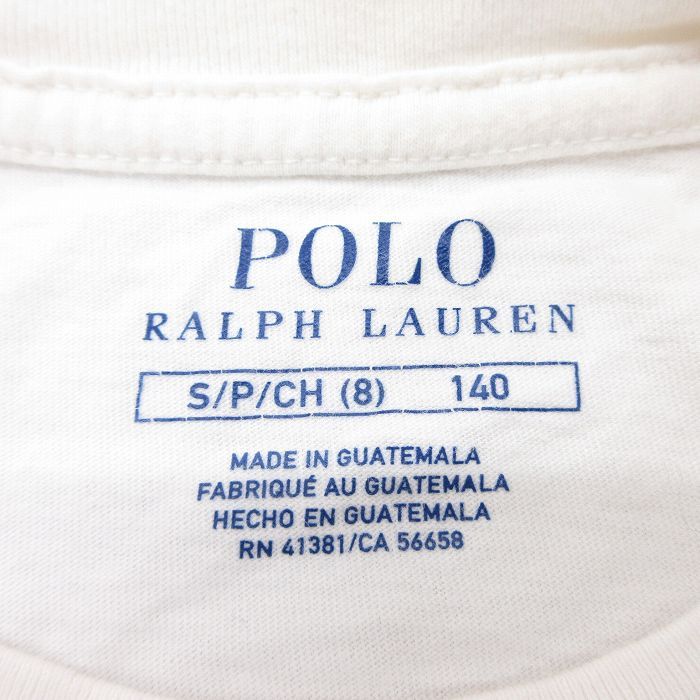 POLO
RALPH LAUREN
S/P/CH (8) 140
MADE IN GUATEMALA
FABRIQUÉ AU GUATEMALA
HECHO EN GUATEMALA
RN 41381/CA 56658